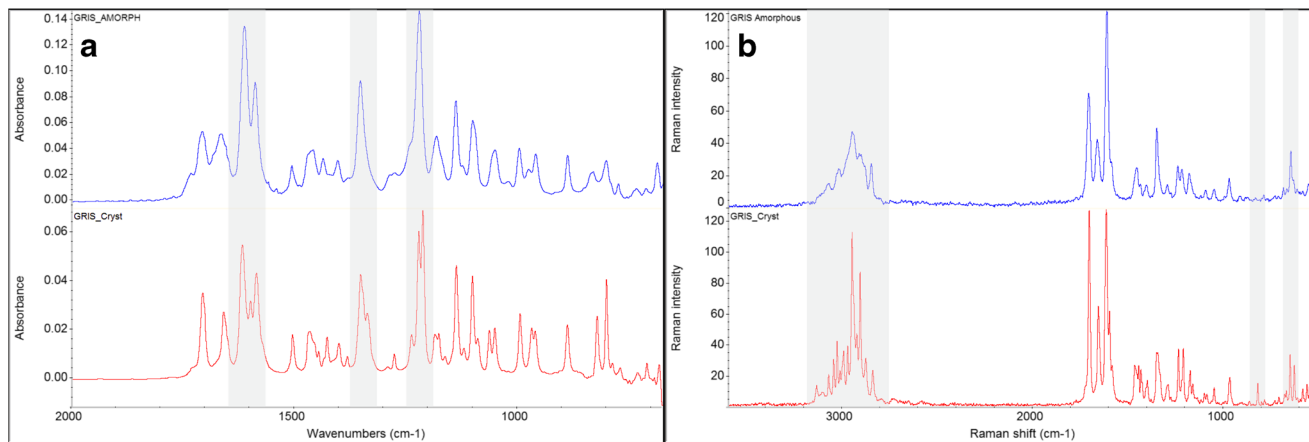 GRIS_AMORPH
a
Absorbance
0.14
0.12
0.10
0.08
0.06
0.04
0.02
0.00
GRIS_Cryst
Absorbance
0.06
0.04
0.02
0.00
2000 1500 1000
Wavenumbers (cm-1)
GRIS Amorphous
b
Raman intensity
120
100
80
60
40
20
0
GRIS_Cryst
Raman intensity
120
100
80
60
40
20
3000 2000 1000
Raman shift (cm-1)